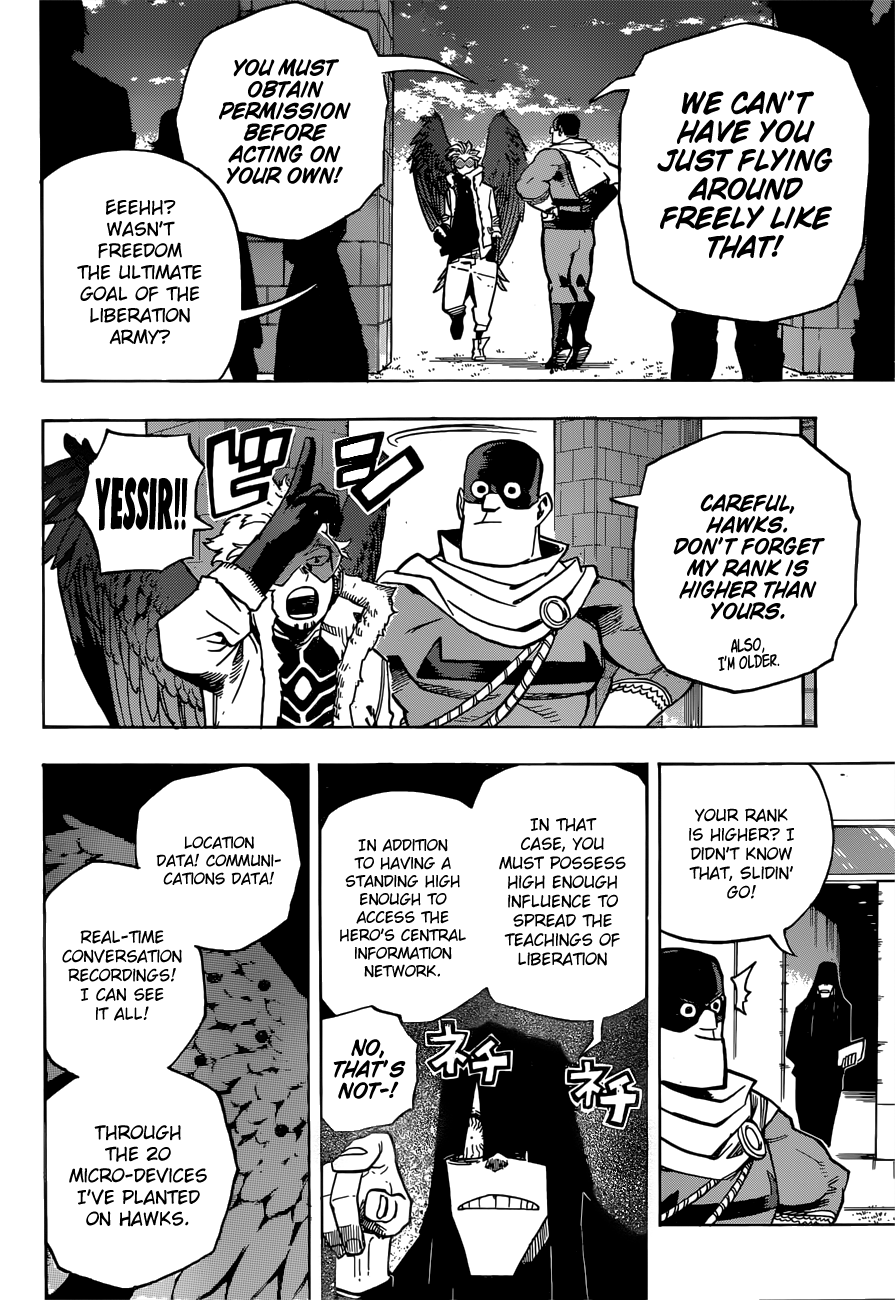 WE CAN'T
HAVE YOU
JUST FLYING
AROUND
FREELY LIKE
THAT!
YOU MUST
OBTAIN
PERMISSION
BEFORE
ACTING ON
YOUR OWN!
EEEHH?
WASN'T
FREEDOM
THE ULTIMATE
GOAL OF THE
LIBERATION
ARMY?
CAREFUL,
HAWKS.
DON'T FORGET
MY RANK IS
HIGHER THAN
YOURS.
ALSO,
I'M OLDER.
ビシ
YESSIR!!
YOUR RANK
IS HIGHER? I
DIDN'T KNOW
THAT, SLIDIN'
GO!
IN THAT
CASE, YOU
MUST POSSESS
HIGH ENOUGH
INFLUENCE TO
SPREAD THE
TEACHINGS OF
LIBERATION
IN ADDITION
TO HAVING A
STANDING HIGH
ENOUGH TO
ACCESS THE
HERO'S CENTRAL
INFORMATION
NETWORK.
ネチ
ネチ
NO,
THAT'S
NOT-!
LOCATION
DATA! COMMUNI-
CATIONS DATA!
REAL-TIME
CONVERSATION
RECORDINGS!
I CAN SEE
IT ALL!
THROUGH
THE 20
MICRO-DEVICES
I'VE PLANTED
ON HAWKS.